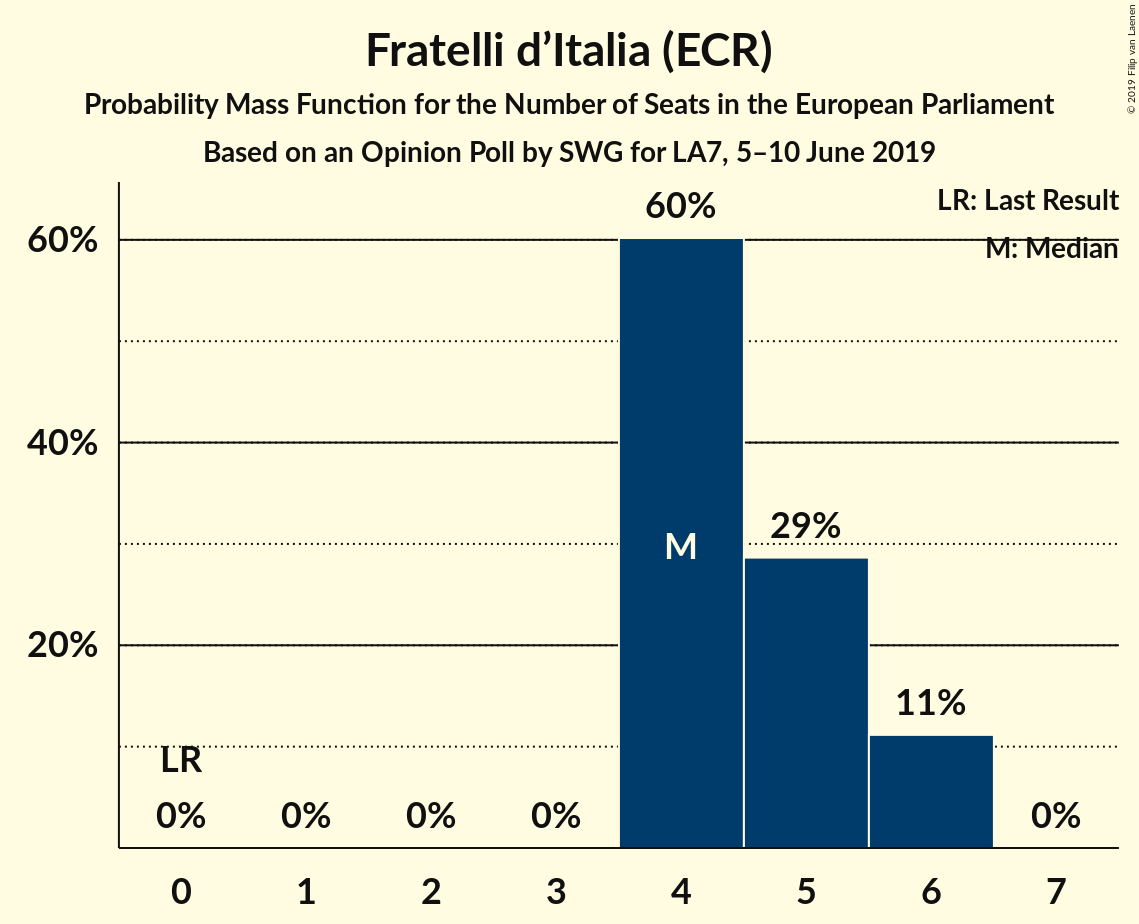 Fratelli d’Italia (ECR)
Probability Mass Function for the Number of Seats in the European Parliament
Based on an Opinion Poll by SWG for LA7, 5–10 June 2019
© 2019 Filip van Laenen
LR: Last Result
M: Median
60%
40%
20%
60%
29%
11%
M
LR
0%
0%
0%
0%
0%
0
1
2
3
4
5
6
7